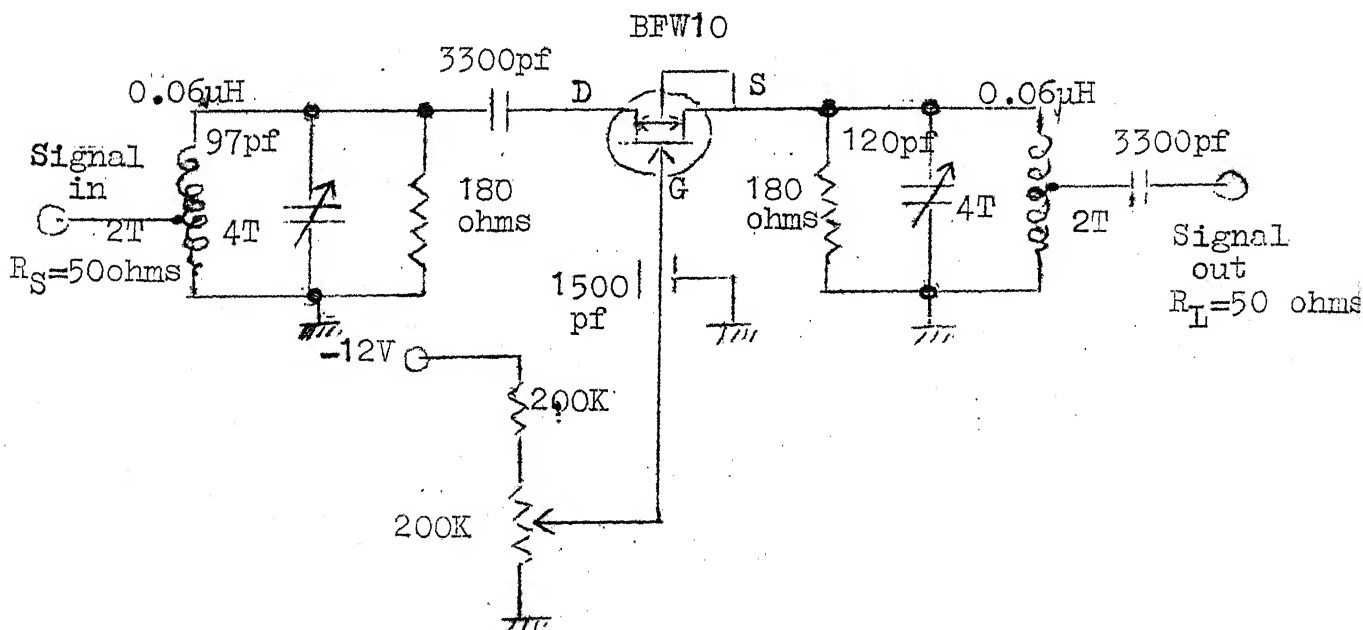 BFW10
3300pf
D
S
0.06µH
0.06µH
97pf
120pf
3300pf
Signal
in
G
180
ohms
180
ohms
2T
4T
4T
2T
RS=50ohms
Signal
out
RL=50 ohms
1500
pf
-12V
200K
200K